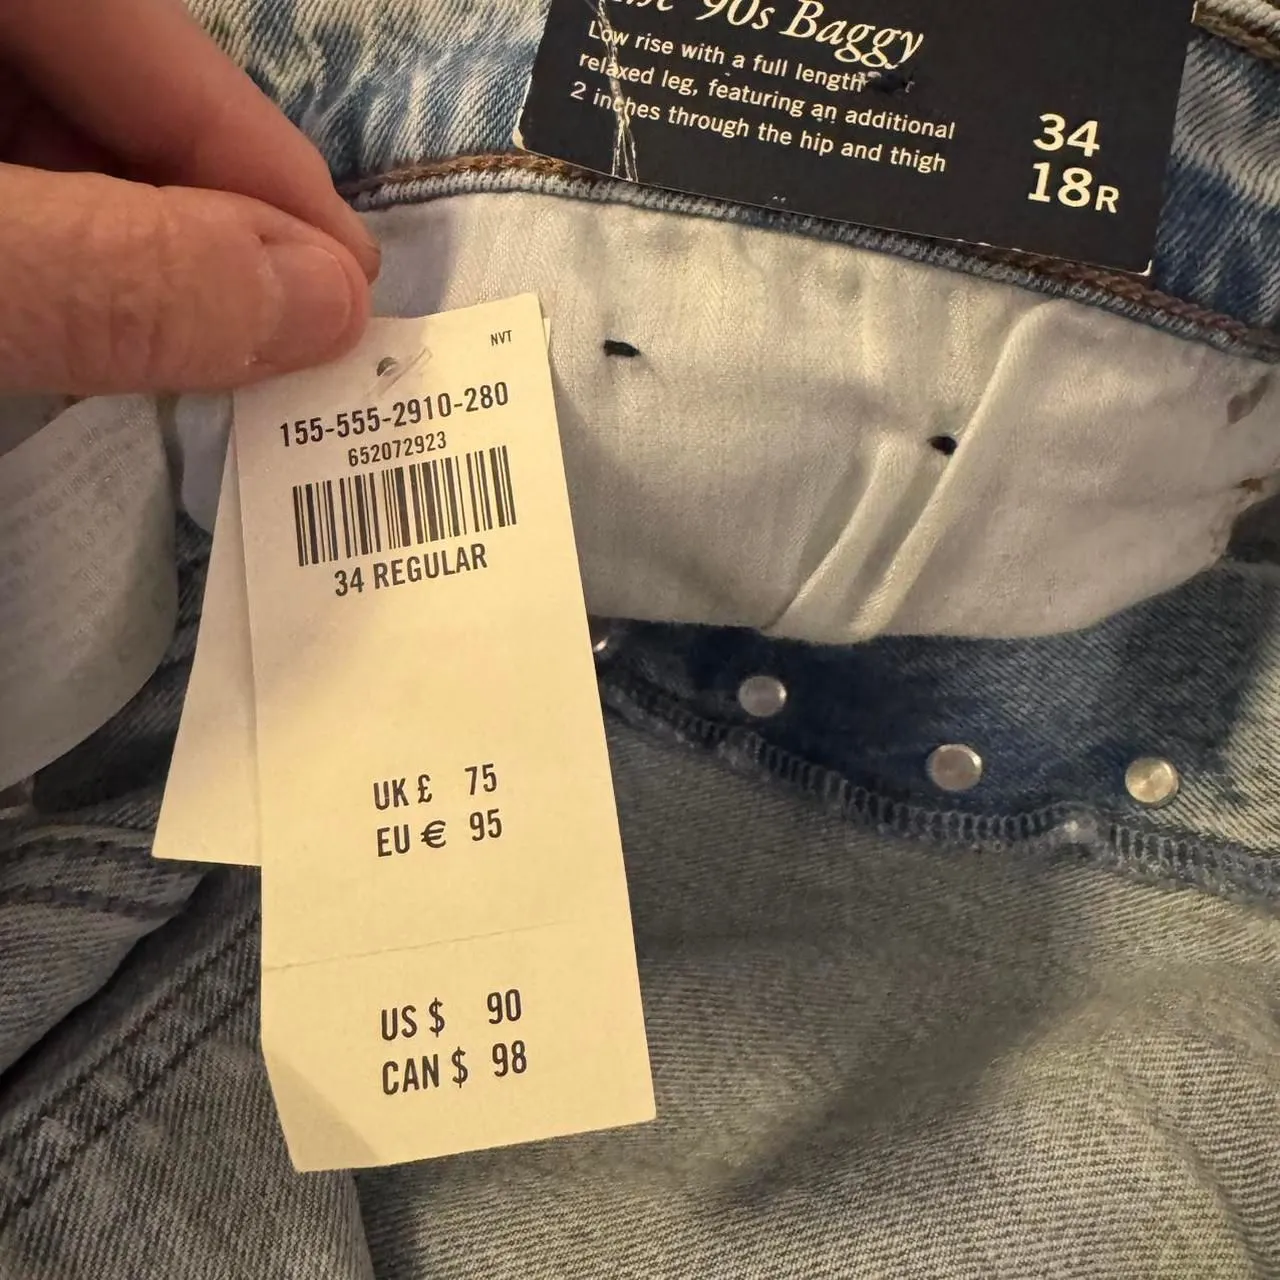 '90s Baggy
Low rise with a full length
relaxed leg, featuring an additional
2 inches through the hip and thigh
34
18R
NVT
155-555-2910-280
652072923
34 REGULAR
UK £ 75
EU € 95
US $ 90
CAN $ 98